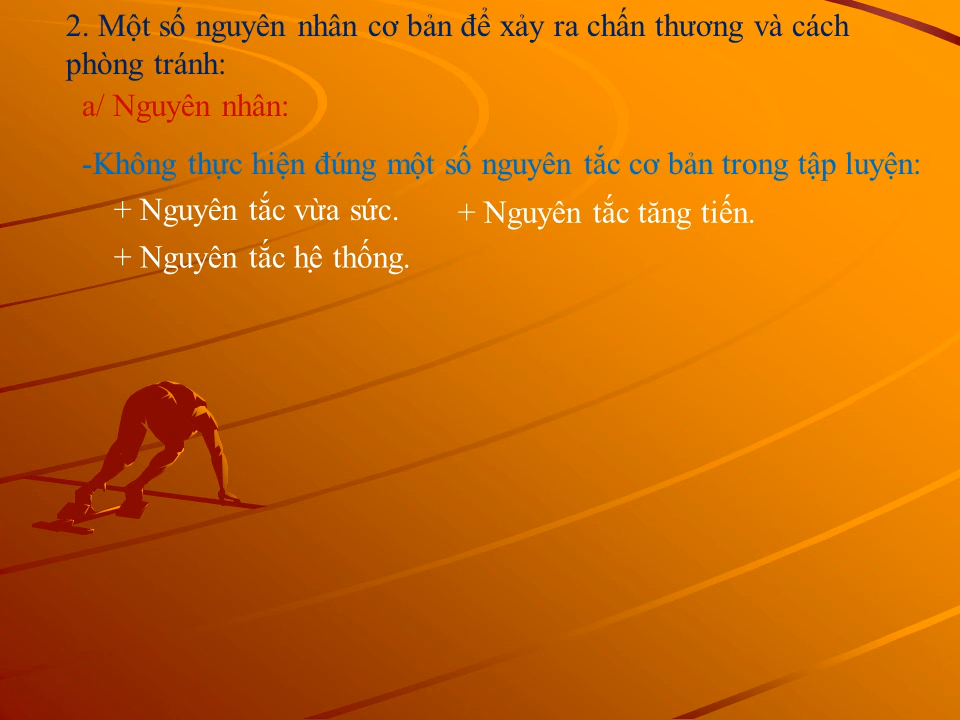 2. Một số nguyên nhân cơ bản để xảy ra chấn thương và cách
phòng tránh:
a/ Nguyên nhân:
-Không thực hiện đúng một số nguyên tắc cơ bản trong tập luyện:
+ Nguyên tắc vừa sức. + Nguyên tắc tăng tiến.
+ Nguyên tắc hệ thống.